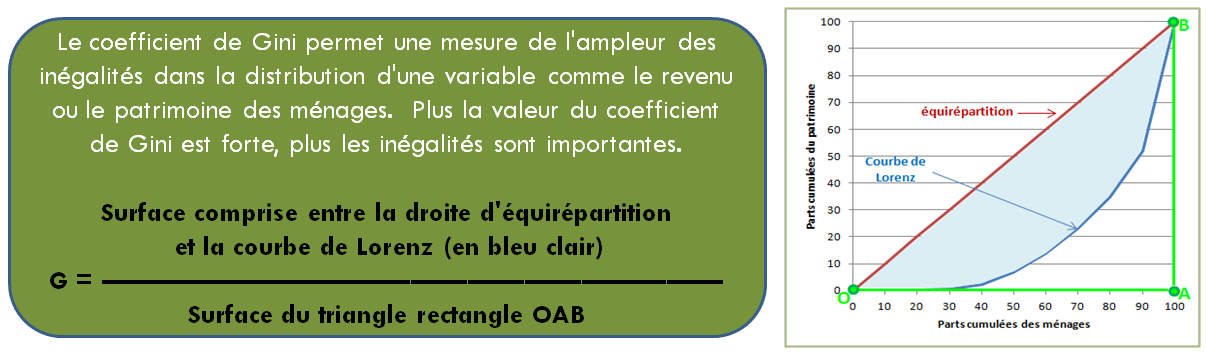 Le coefficient de Gini permet une mesure de l'ampleur des
inégalités dans la distribution d'une variable comme le revenu
ou le patrimoine des ménages. Plus la valeur du coefficient
de Gini est forte, plus les inégalités sont importantes.
Surface comprise entre la droite d'équirépartition
et la courbe de Lorenz (en bleu clair)
G =
Surface du triangle rectangle OAB
Parts cumulées du patrimoine
100
90
80
70
60
50
40
30
20
10
0
B
équirépartition
Courbe de
Lorenz
O
A
0 10 20 30 40 50 60 70 80 90 100
Parts cumulées des ménages